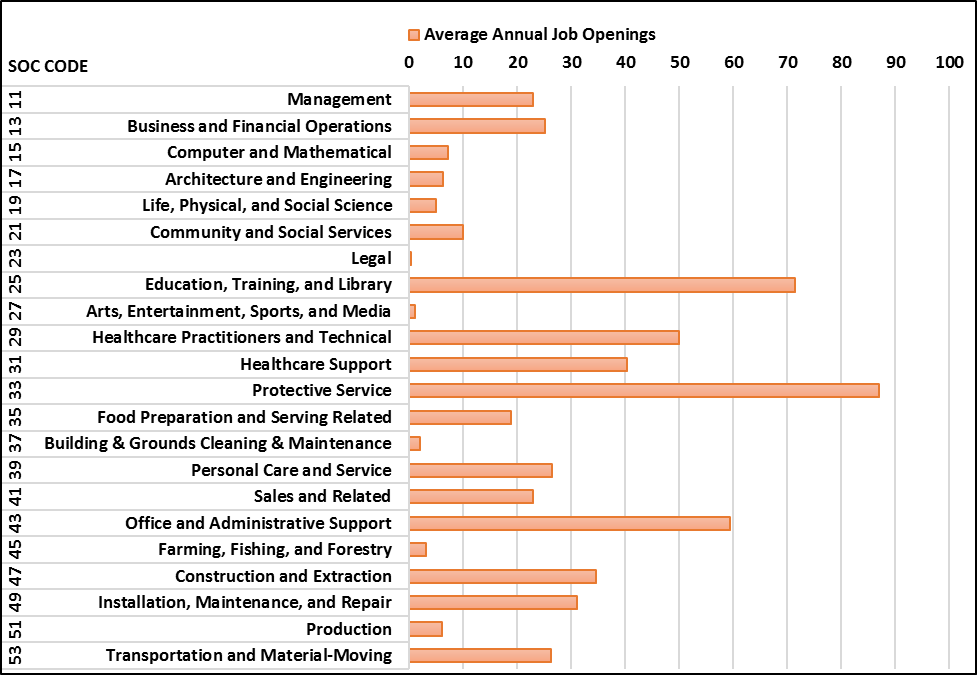 Average Annual Job Openings
SOC CODE
0 10 20 30 40 50 60 70 80 90 100
11 Management
13 Business and Financial Operations
15 Computer and Mathematical
17 Architecture and Engineering
19 Life, Physical, and Social Science
21 Community and Social Services
23 Legal
25 Education, Training, and Library
27 Arts, Entertainment, Sports, and Media
29 Healthcare Practitioners and Technical
31 Healthcare Support
33 Protective Service
35 Food Preparation and Serving Related
37 Building & Grounds Cleaning & Maintenance
39 Personal Care and Service
41 Sales and Related
43 Office and Administrative Support
45 Farming, Fishing, and Forestry
47 Construction and Extraction
49 Installation, Maintenance, and Repair
51 Production
53 Transportation and Material-Moving